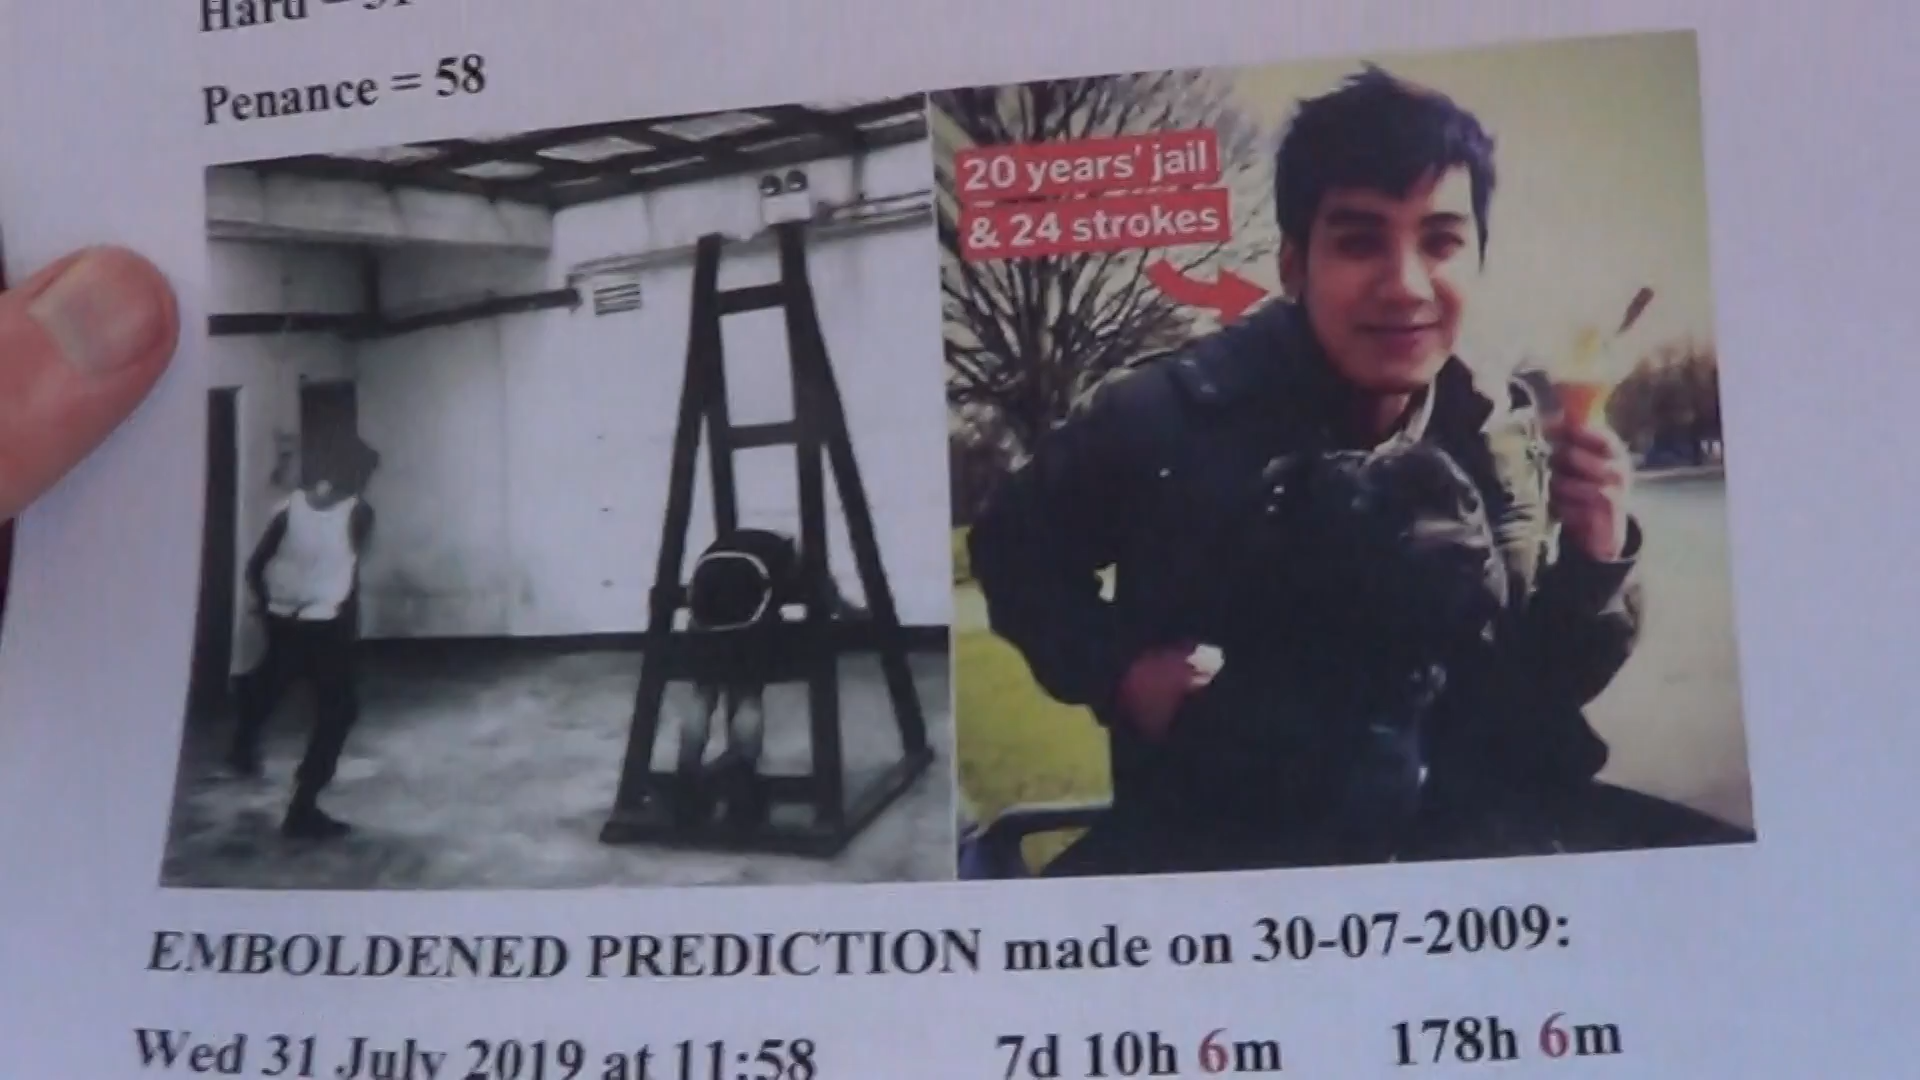 Hard =
Penance = 58
20 years' jail
& 24 strokes
EMBOLDENED PREDICTION made on 30-07-2009:
Wed 31 July 2019 at 11:58 7d 10h 6m 178h 6m